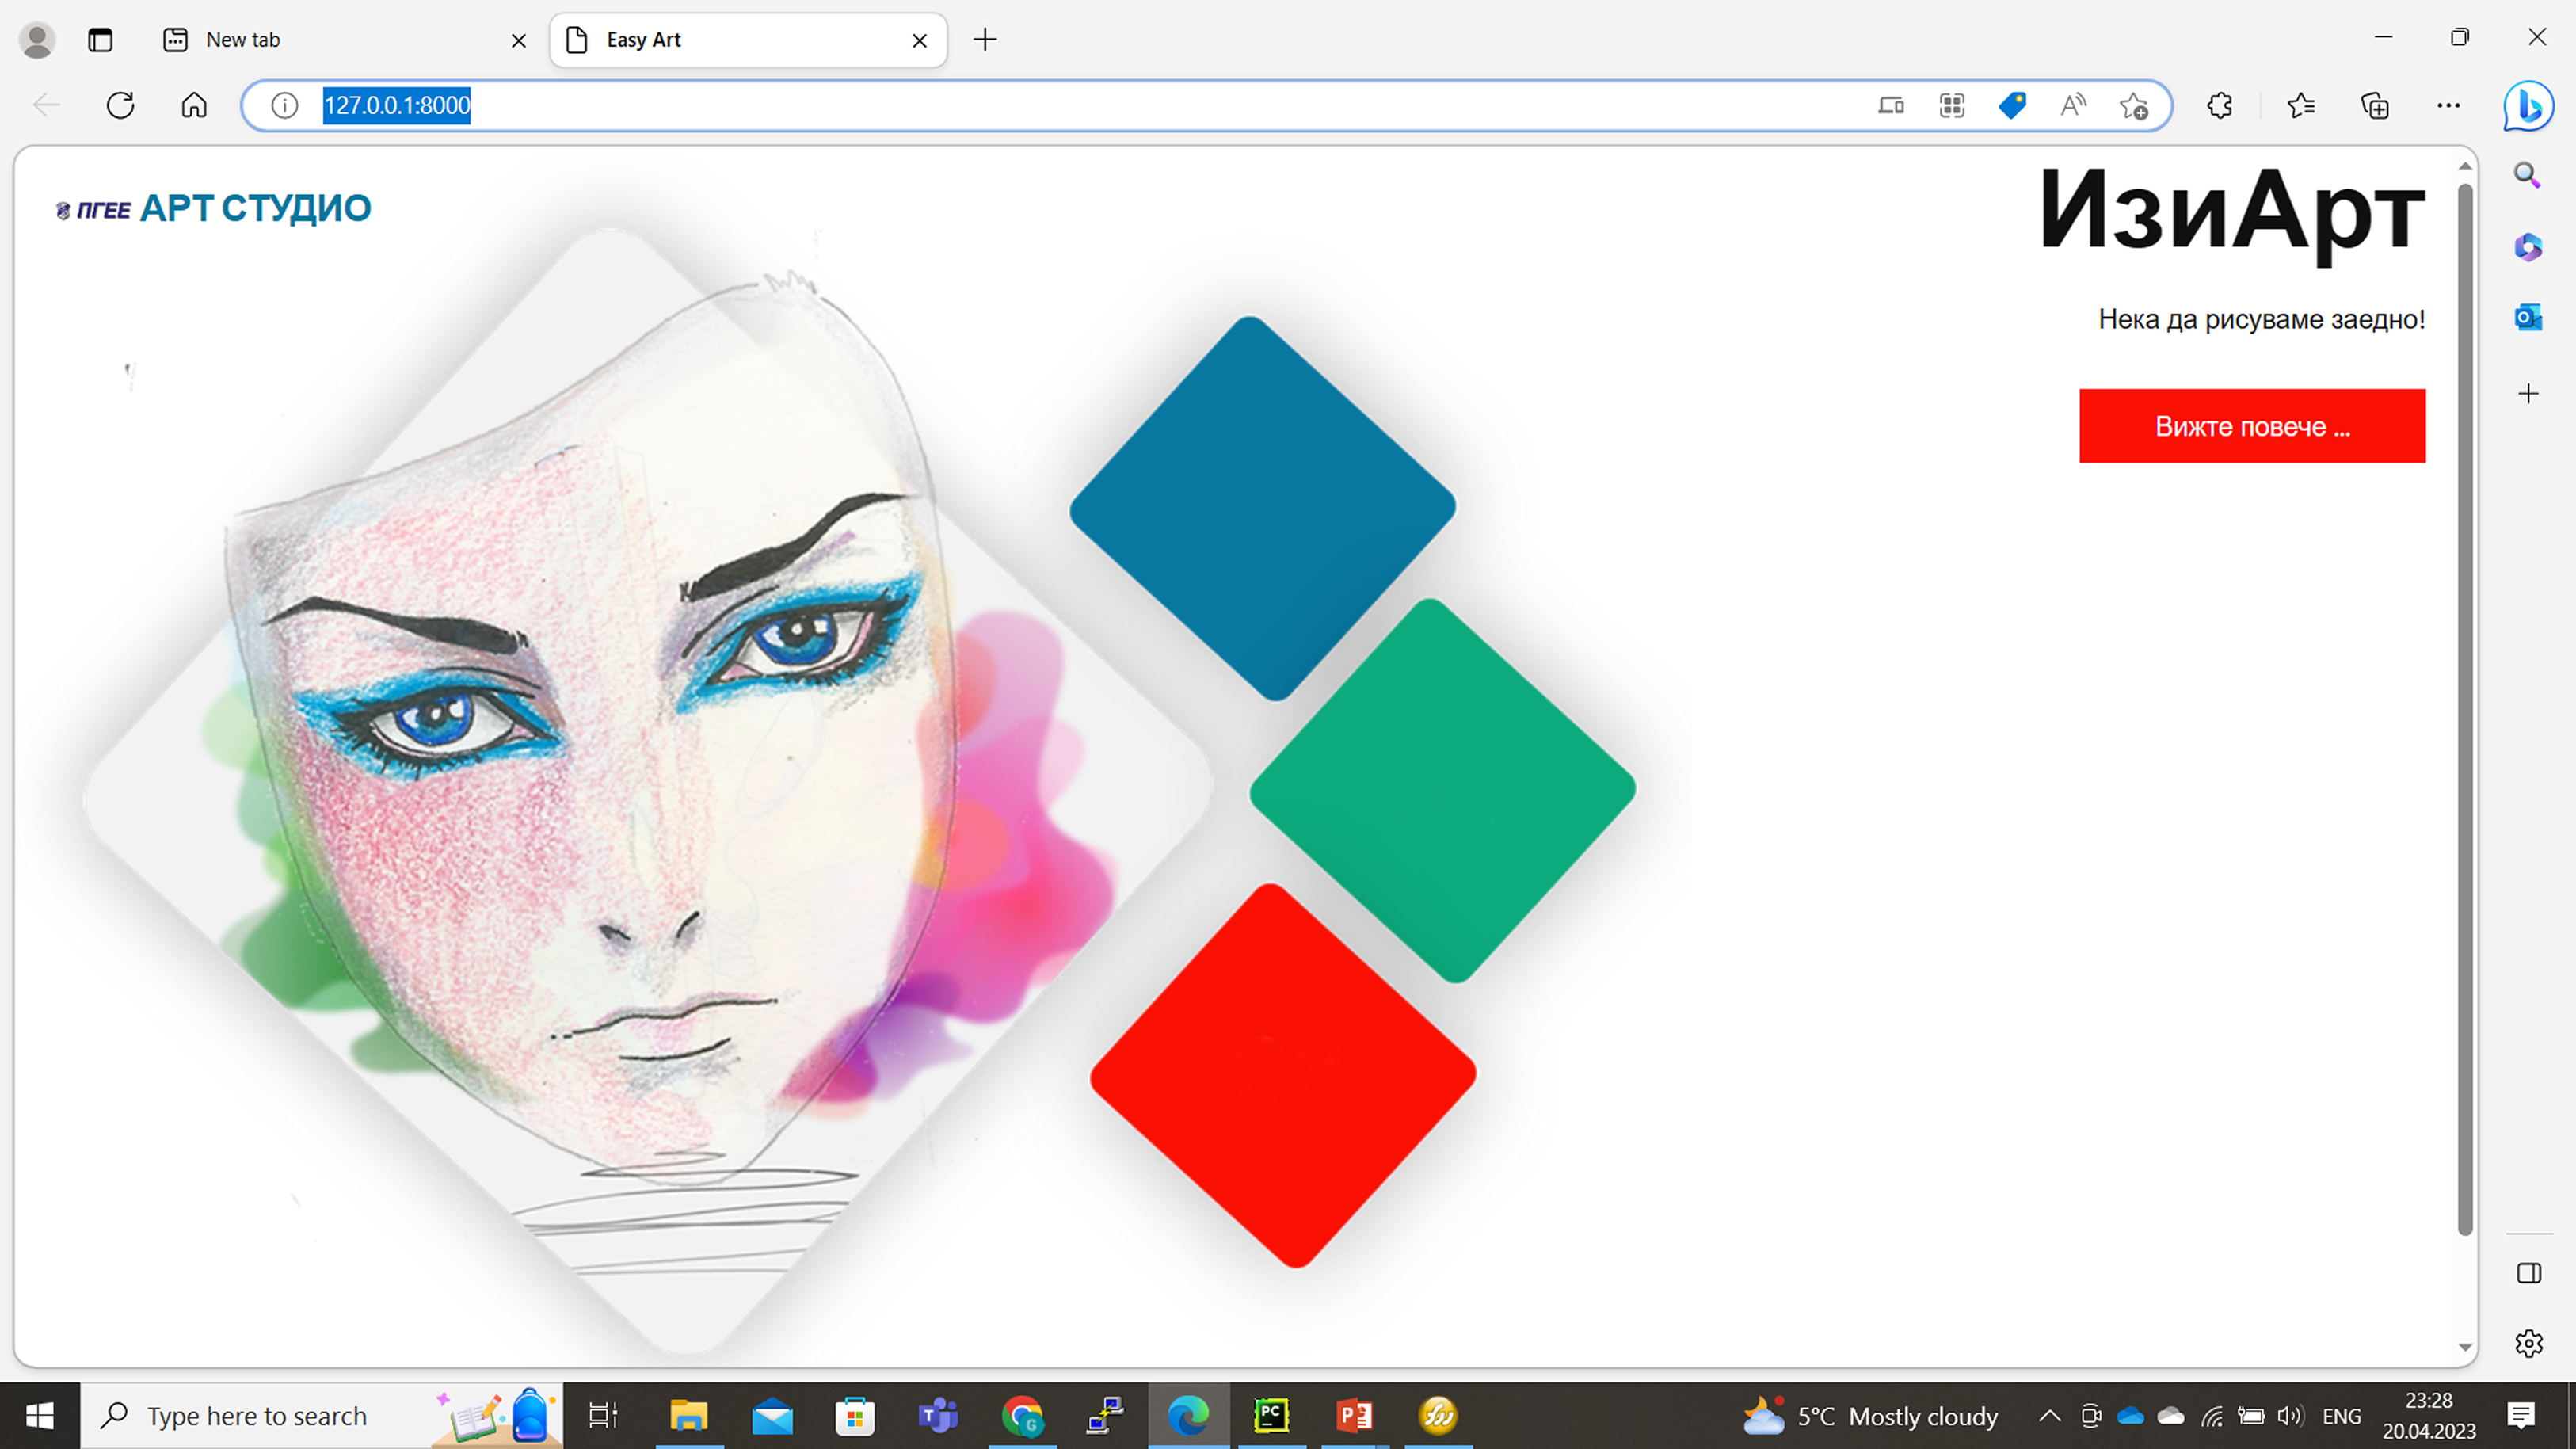 New tab
Easy Art
127.0.0.1:8000
ПГЕЕ АРТ СТУДИО
ИзиАрт
Нека да рисуваме заедно!
Вижте повече ...
Type here to search
5°C Mostly cloudy
ENG
23:28
20.04.2023